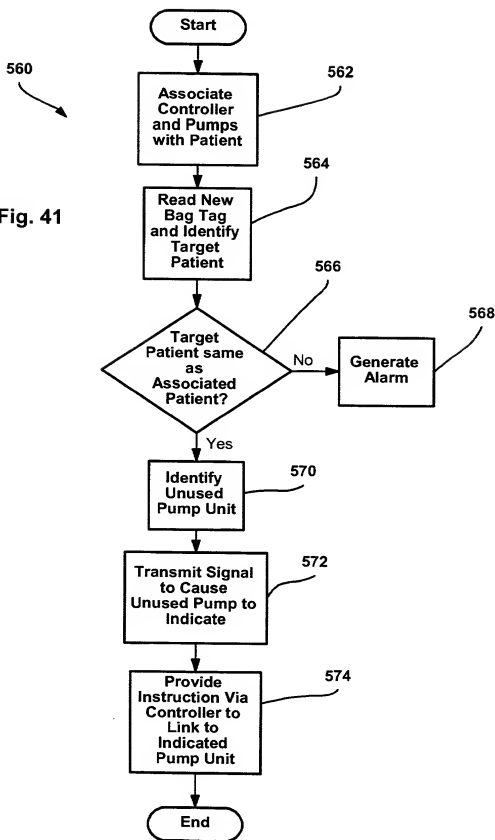 Start
560
562
Associate
Controller
and Pumps
with Patient
564
Fig. 41
Read New
Bag Tag
and Identify
Target
Patient
566
568
Target
Patient same
as
Associated
Patient?
No
Generate
Alarm
Yes
570
Identify
Unused
Pump Unit
572
Transmit Signal
to Cause
Unused Pump to
Indicate
574
Provide
Instruction Via
Controller to
Link to
Indicated
Pump Unit
End